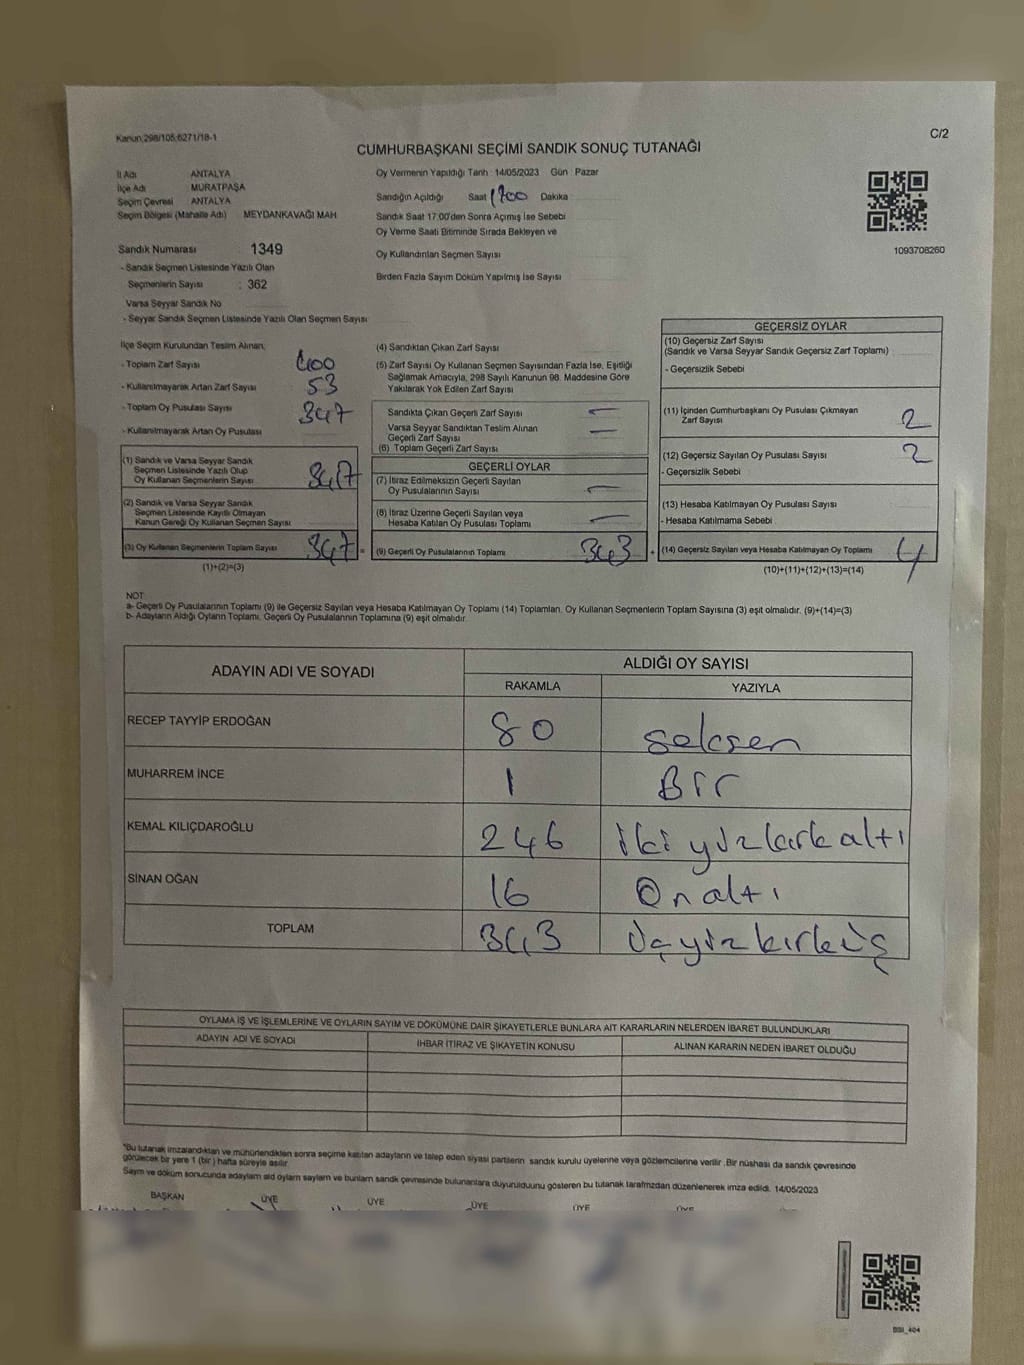 Kanun:298/105;6271/18-1
C/2
CUMHURBAŞKANI SEÇİMİ SANDIK SONUÇ TUTANAĞI
İl Adı ANTALYA
İlçe Adı MURATPAŞA
Seçim Çevresi ANTALYA
Seçim Bölgesi (Mahalle Adı) MEYDANKAVAĞI MAH
Sandık Numarası : 1349
- Sandık Seçmen Listesinde Yazılı Olan
Seçmenlerin Sayısı : 362
Varsa Seyyar Sandık No
- Seyyar Sandık Seçmen Listesinde Yazılı Olan Seçmen Sayısı
Oy Vermenin Yapıldığı Tarih : 14/05/2023 Gün : Pazar
Sandığın Açıldığı Saat 1700 Dakika
Sandık Saat 17:00'den Sonra Açımış İse Sebebi
Oy Verme Saati Bitiminde Sırada Bekleyen ve
Oy Kullandırılan Seçmen Sayısı
Birden Fazla Sayım Döküm Yapılmış İse Sayısı
1093708260
İlçe Seçim Kurulundan Teslim Alınan;
- Toplam Zarf Sayısı 400
- Kullanılmayarak Artan Zarf Sayısı 53
- Toplam Oy Pusulası Sayısı 347
- Kullanılmayarak Artan Oy Pusulası
(1) Sandık ve Varsa Seyyar Sandık
Seçmen Listesinde Yazılı Olup
Oy Kullanan Seçmenlerin Sayısı 347
(2) Sandık ve Varsa Seyyar Sandık
Seçmen Listesinde Kayıtlı Olmayan
Kanun Gereği Oy Kullanan Seçmen Sayısı
(3) Oy Kullanan Seçmenlerin Toplam Sayısı 347 =
(1)+(2)=(3)
(4) Sandıktan Çıkan Zarf Sayısı
(5) Zarf Sayısı Oy Kullanan Seçmen Sayısından Fazla İse, Eşitliği
Sağlamak Amacıyla, 298 Sayılı Kanunun 98. Maddesine Göre
Yakılarak Yok Edilen Zarf Sayısı
Sandıkta Çıkan Geçerli Zarf Sayısı —
Varsa Seyyar Sandıktan Teslim Alınan
Geçerli Zarf Sayısı —
(6) Toplam Geçerli Zarf Sayısı
GEÇERLİ OYLAR
(7) İtiraz Edilmeksizin Geçerli Sayılan
Oy Pusulalarının Sayısı —
(8) İtiraz Üzerine Geçerli Sayılan veya
Hesaba Katılan Oy Pusulası Toplamı —
(9) Geçerli Oy Pusulalarının Toplamı 343 +
GEÇERSİZ OYLAR
(10) Geçersiz Zarf Sayısı
(Sandık ve Varsa Seyyar Sandık Geçersiz Zarf Toplamı)
- Geçersizlik Sebebi
(11) İçinden Cumhurbaşkanı Oy Pusulası Çıkmayan
Zarf Sayısı 2
(12) Geçersiz Sayılan Oy Pusulası Sayısı 2
- Geçersizlik Sebebi
(13) Hesaba Katılmayan Oy Pusulası Sayısı
- Hesaba Katılmama Sebebi
(14) Geçersiz Sayılan veya Hesaba Katılmayan Oy Toplamı 4
(10)+(11)+(12)+(13)=(14)
NOT
a- Geçerli Oy Pusulalarının Toplamı (9) ile Geçersiz Sayılan veya Hesaba Katılmayan Oy Toplamı (14) Toplamları, Oy Kullanan Seçmenlerin Toplam Sayısına (3) eşit olmalıdır. (9)+(14)=(3)
b- Adayların Aldığı Oyların Toplamı, Geçerli Oy Pusulalarının Toplamına (9) eşit olmalıdır.
ADAYIN ADI VE SOYADI ALDIĞI OY SAYISI
RAKAMLA YAZIYLA
RECEP TAYYİP ERDOĞAN 80 seksen
MUHARREM İNCE 1 Bir
KEMAL KILIÇDAROĞLU 246 iki yüz kırk altı
SİNAN OĞAN 16 On altı
TOPLAM 343 Üçyüzkırküç
OYLAMA İŞ VE İŞLEMLERİNE VE OYLARIN SAYIM VE DÖKÜMÜNE DAİR ŞİKAYETLERLE BUNLARA AİT KARARLARIN NELERDEN İBARET BULUNDUKLARI
ADAYIN ADI VE SOYADI İHBAR İTİRAZ VE ŞİKAYETİN KONUSU ALINAN KARARIN NEDEN İBARET OLDUĞU
*Bu tutanak imzalandıktan ve mühürlendikten sonra seçime katılan adayların ve talep eden siyasi partilerin sandık kurulu üyelerine veya gözlemcilerine verilir. Bir nüshası da sandık çevresinde
görülecek bir yere 1 (bir) hafta süreyle asılır.
Sayım ve döküm sonucunda adayların aldı oyların sayların ve bunların sandık çevresinde bulunanlara duyurulduunu gösteren bu tutanak tarafmzdan düzenlenerek imza edildi. 14/05/2023
BAŞKAN ÜYE ÜYE ÜYE ÜYE ÜYE
BSI_404